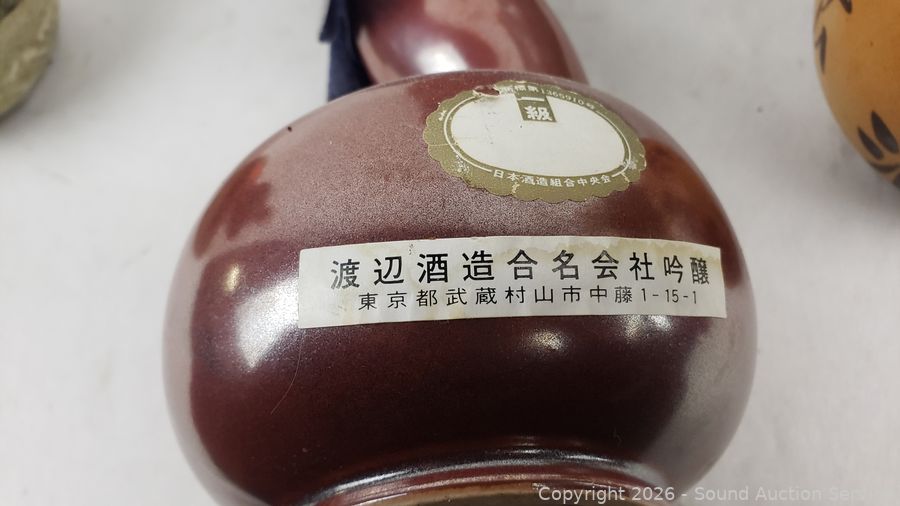 一級
日本酒造組合中央会
渡辺酒造合名会社吟醸
東京都武蔵村山市中藤1-15-1
Copyright 2026 - Sound Auction Service